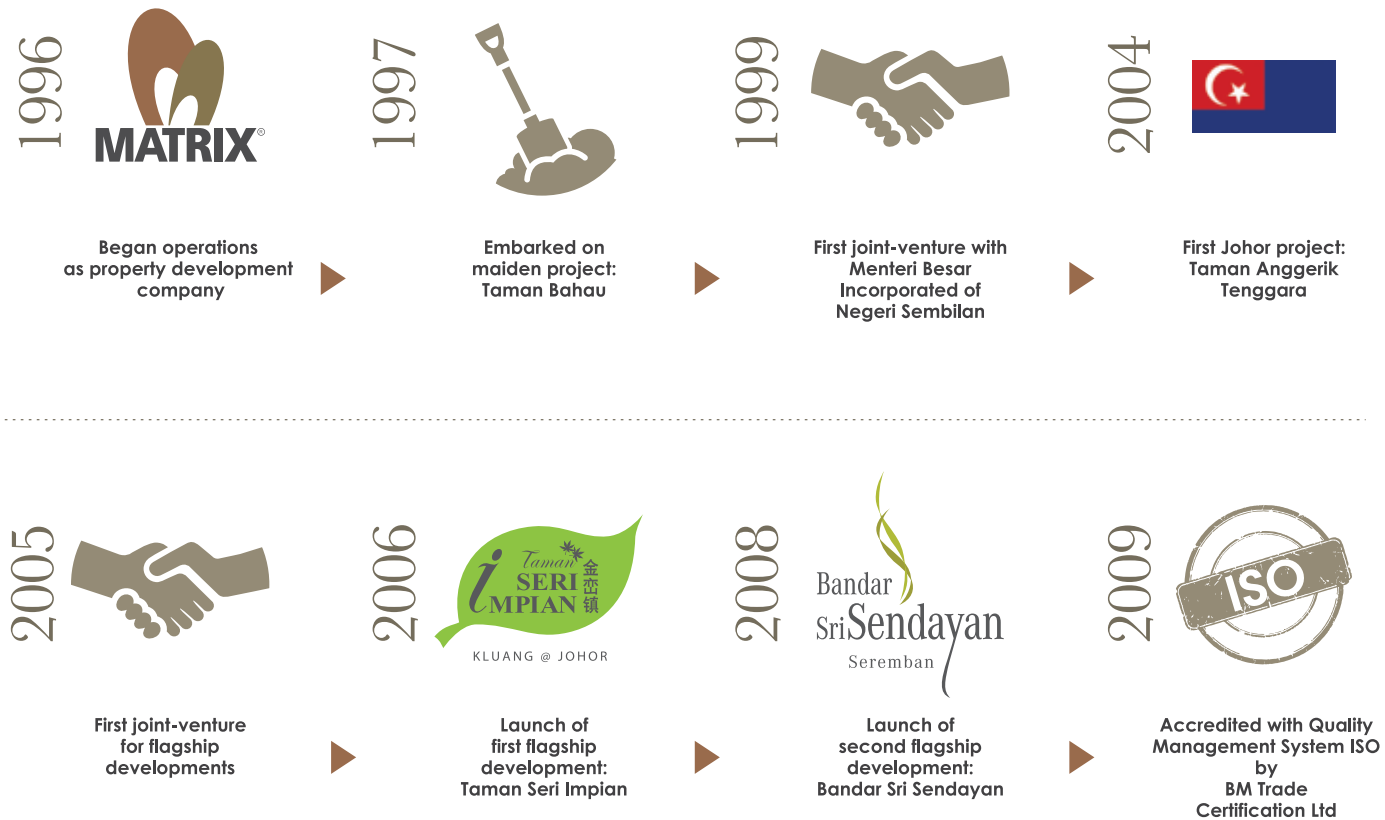 1996
MATRIX®
Began operations
as property development
company
1997
Embarked on
maiden project:
Taman Bahau
1999
First joint-venture with
Menteri Besar
Incorporated of
Negeri Sembilan
2004
First Johor project:
Taman Anggerik
Tenggara
2005
First joint-venture
for flagship
developments
2006
Taman
SERI
iMPIAN
金峦镇
KLUANG @ JOHOR
Launch of
first flagship
development:
Taman Seri Impian
2008
Bandar
Sri Sendayan
Seremban
Launch of
second flagship
development:
Bandar Sri Sendayan
2009
ISO
Accredited with Quality
Management System ISO
by
BM Trade
Certification Ltd